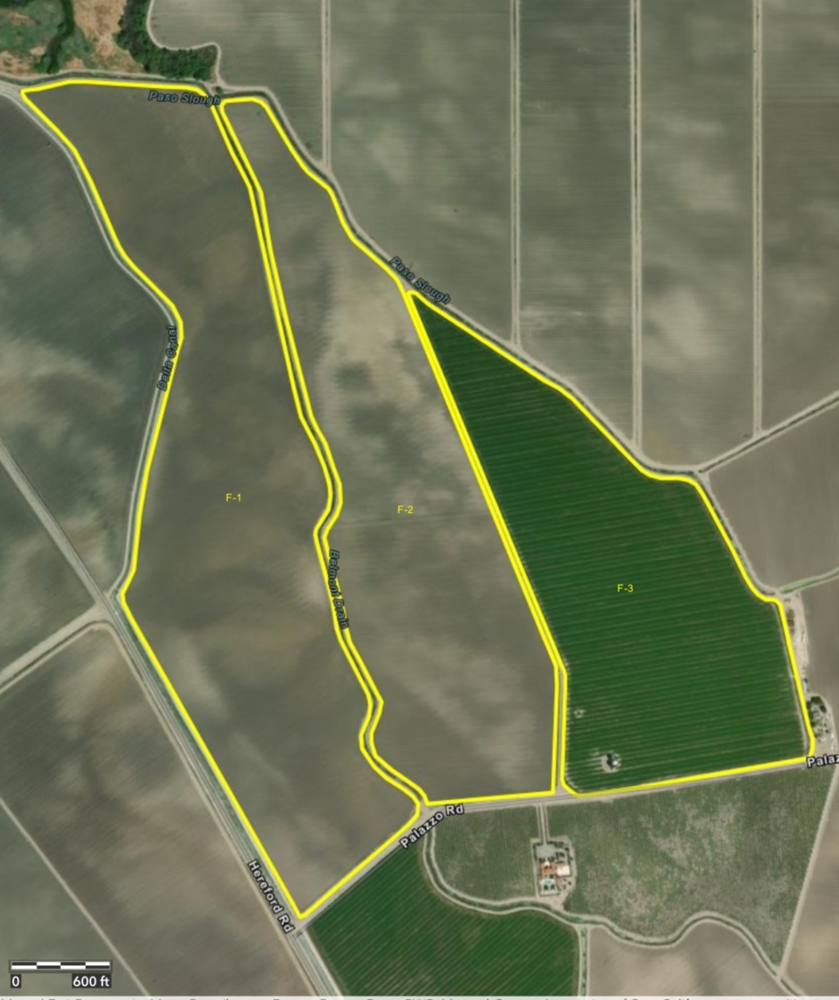 Paso Slough
Paso Slough
Delta Canal
F-1
F-2
Belmont Drain
F-3
Palaz
Palazzo Rd
Hereford Rd
0 600 ft